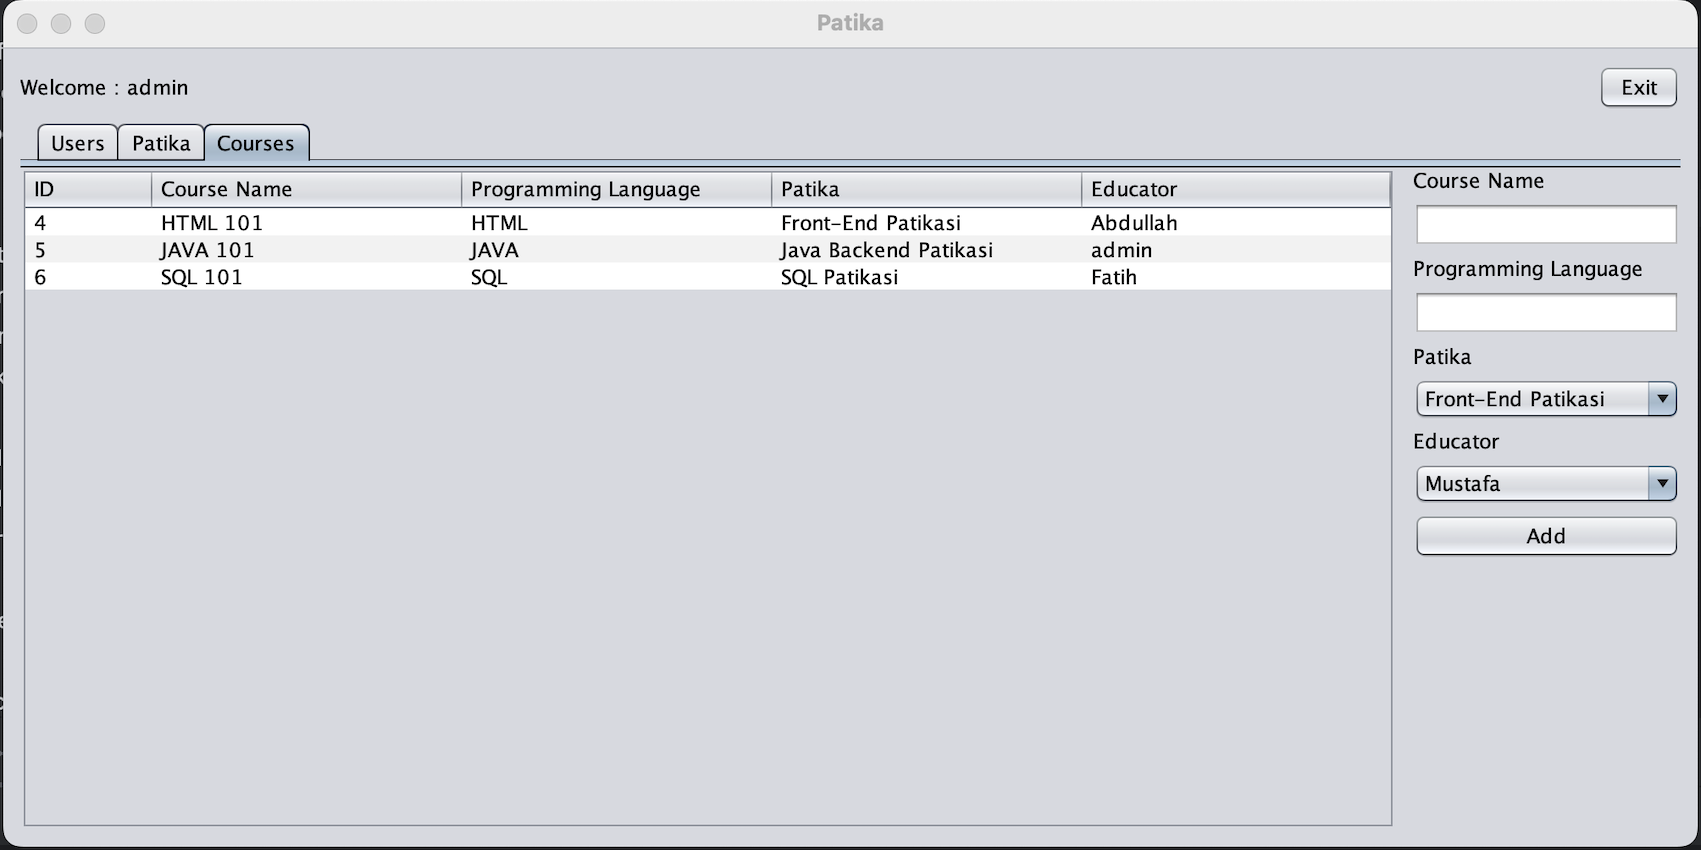 Patika
Welcome : admin
Exit
Users Patika Courses
ID Course Name Programming Language Patika Educator
4 HTML 101 HTML Front-End Patikasi Abdullah
5 JAVA 101 JAVA Java Backend Patikasi admin
6 SQL 101 SQL SQL Patikasi Fatih
Course Name
Programming Language
Patika
Front-End Patikasi
Educator
Mustafa
Add